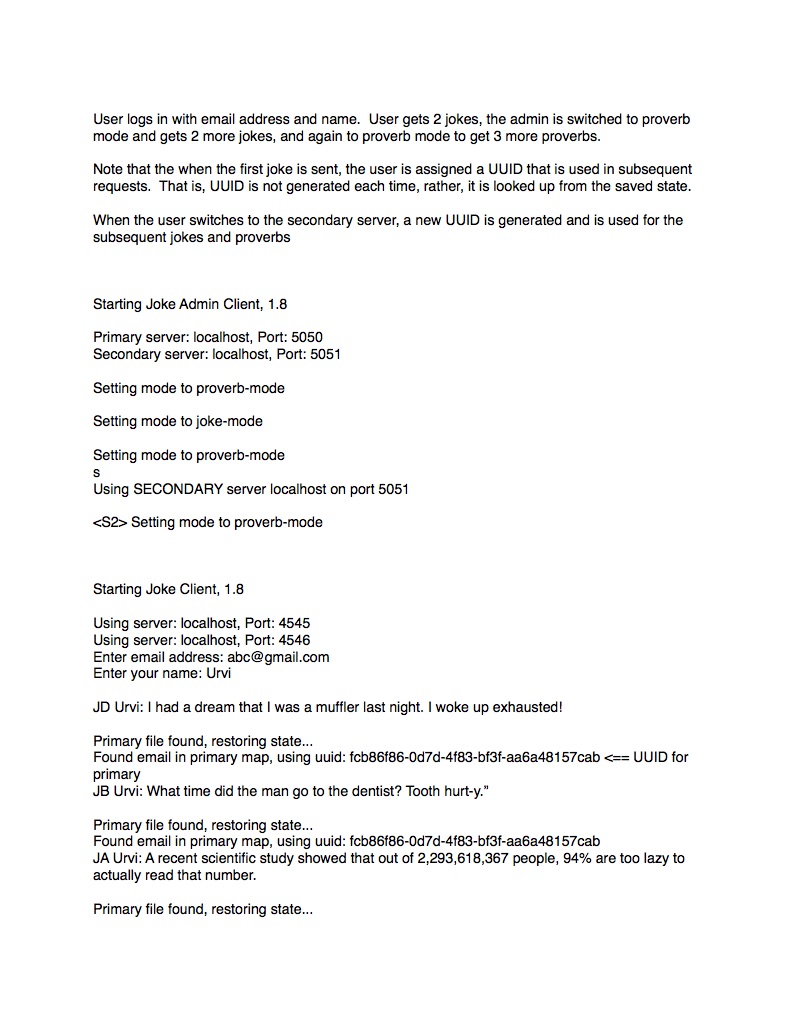 User logs in with email address and name.  User gets 2 jokes, the admin is switched to proverb
mode and gets 2 more jokes, and again to proverb mode to get 3 more proverbs.
Note that the when the first joke is sent, the user is assigned a UUID that is used in subsequent
requests.  That is, UUID is not generated each time, rather, it is looked up from the saved state.
When the user switches to the secondary server, a new UUID is generated and is used for the
subsequent jokes and proverbs
Starting Joke Admin Client, 1.8
Primary server: localhost, Port: 5050
Secondary server: localhost, Port: 5051
Setting mode to proverb-mode
Setting mode to joke-mode
Setting mode to proverb-mode
s
Using SECONDARY server localhost on port 5051
<S2> Setting mode to proverb-mode
Starting Joke Client, 1.8
Using server: localhost, Port: 4545
Using server: localhost, Port: 4546
Enter email address: abc@gmail.com
Enter your name: Urvi
JD Urvi: I had a dream that I was a muffler last night. I woke up exhausted!
Primary file found, restoring state...
Found email in primary map, using uuid: fcb86f86-0d7d-4f83-bf3f-aa6a48157cab <== UUID for
primary
JB Urvi: What time did the man go to the dentist? Tooth hurt-y.”
Primary file found, restoring state...
Found email in primary map, using uuid: fcb86f86-0d7d-4f83-bf3f-aa6a48157cab
JA Urvi: A recent scientific study showed that out of 2,293,618,367 people, 94% are too lazy to
actually read that number.
Primary file found, restoring state...